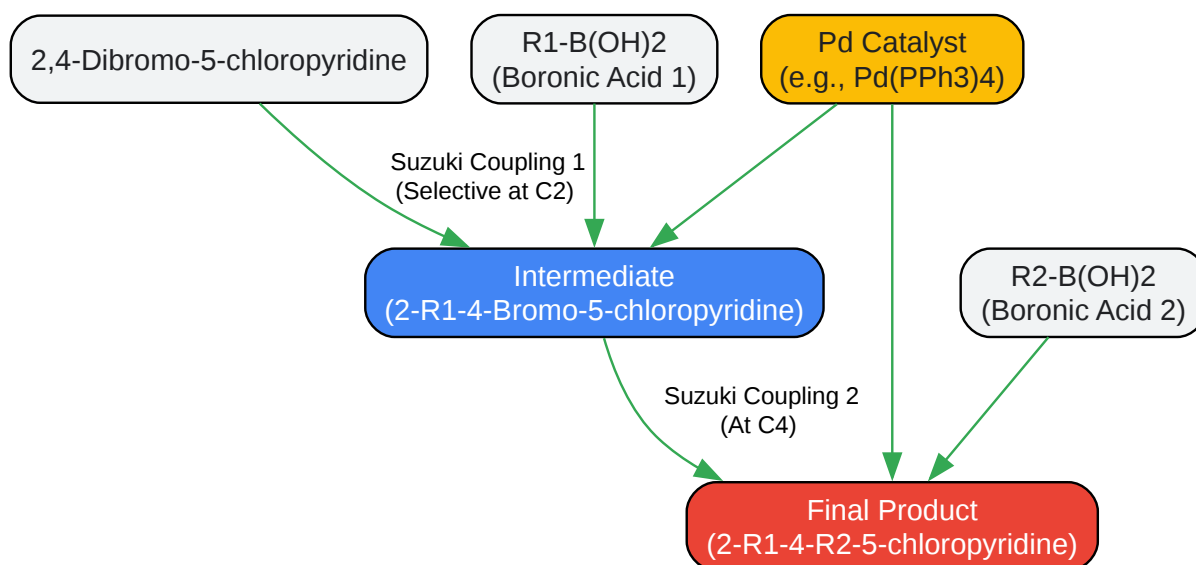 2,4-Dibromo-5-chloropyridine
R1-B(OH)2
(Boronic Acid 1)
Pd Catalyst
(e.g., Pd(PPh3)4)
Suzuki Coupling 1
(Selective at C2)
Intermediate
(2-R1-4-Bromo-5-chloropyridine)
R2-B(OH)2
(Boronic Acid 2)
Suzuki Coupling 2
(At C4)
Final Product
(2-R1-4-R2-5-chloropyridine)